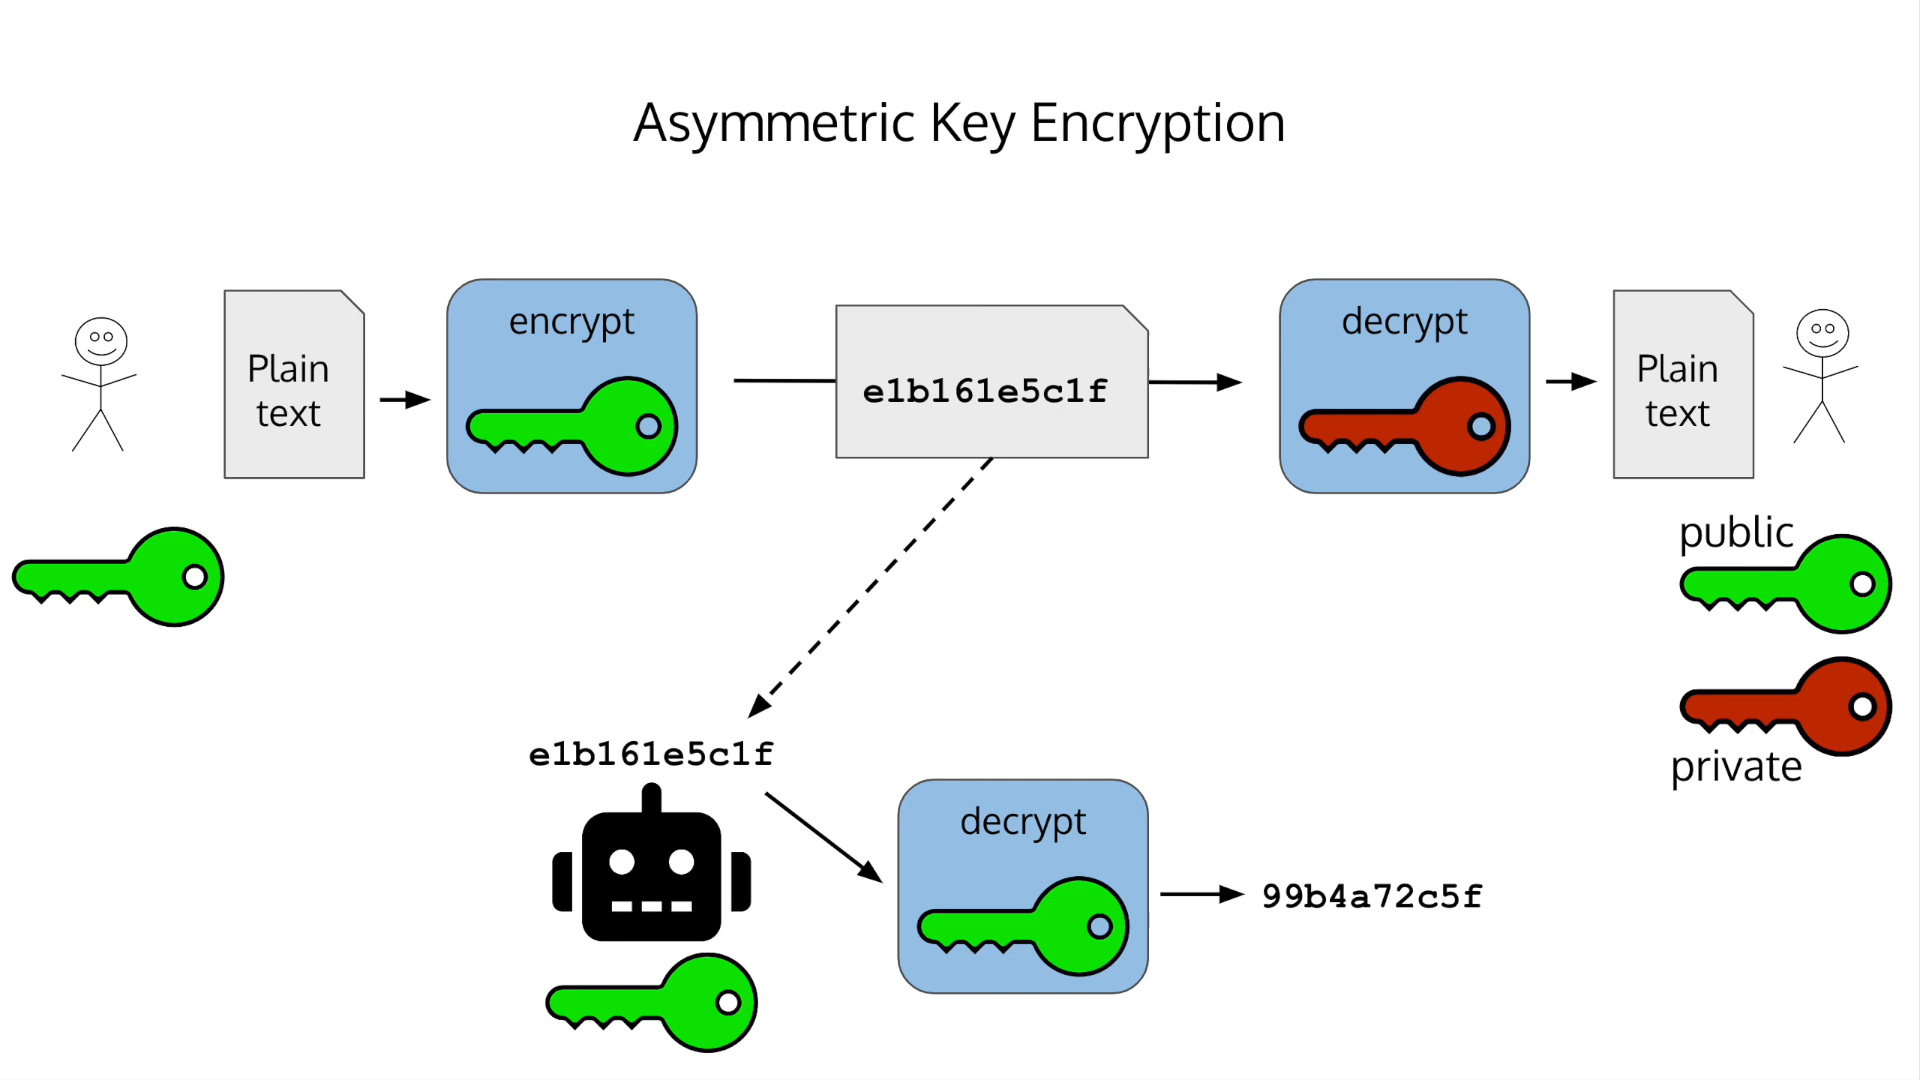 Asymmetric Key Encryption
Plain
text
encrypt
e1b161e5c1f
decrypt
Plain
text
public
private
e1b161e5c1f
decrypt
99b4a72c5f